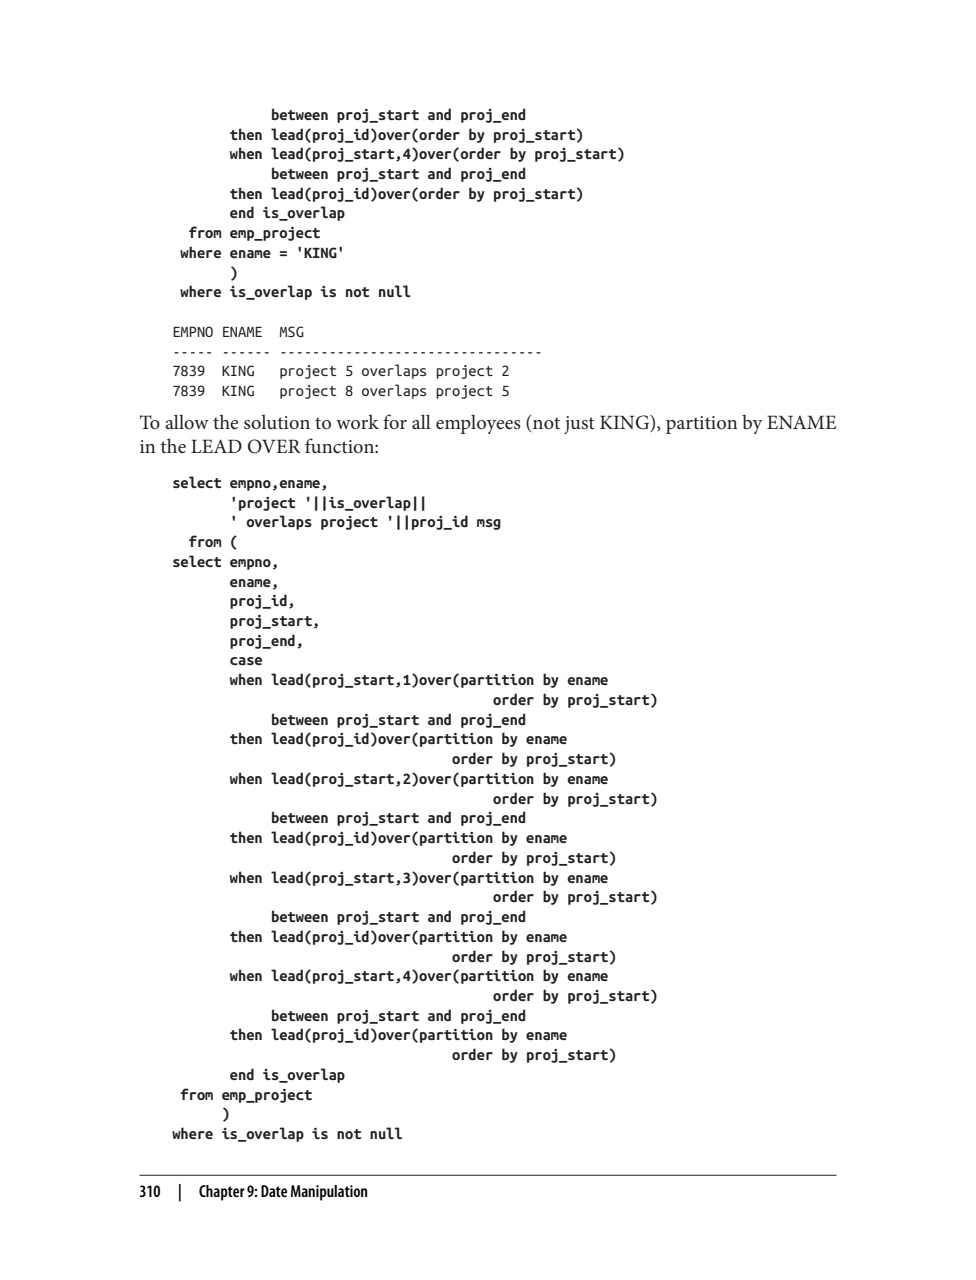 between proj_start and proj_end
       then lead(proj_id)over(order by proj_start)
       when lead(proj_start,4)over(order by proj_start)
            between proj_start and proj_end
       then lead(proj_id)over(order by proj_start)
       end is_overlap
  from emp_project
 where ename = 'KING'
       )
 where is_overlap is not null
EMPNO ENAME  MSG
----- ------ --------------------------------
7839  KING   project 5 overlaps project 2
7839  KING   project 8 overlaps project 5
To allow the solution to work for all employees (not just KING), partition by ENAME
in the LEAD OVER function:
select empno,ename,
       'project '||is_overlap||
       ' overlaps project '||proj_id msg
  from (
select empno,
       ename,
       proj_id,
       proj_start,
       proj_end,
       case
       when lead(proj_start,1)over(partition by ename
                                       order by proj_start)
            between proj_start and proj_end
       then lead(proj_id)over(partition by ename
                                  order by proj_start)
       when lead(proj_start,2)over(partition by ename
                                       order by proj_start)
            between proj_start and proj_end
       then lead(proj_id)over(partition by ename
                                  order by proj_start)
       when lead(proj_start,3)over(partition by ename
                                       order by proj_start)
            between proj_start and proj_end
       then lead(proj_id)over(partition by ename
                                  order by proj_start)
       when lead(proj_start,4)over(partition by ename
                                       order by proj_start)
            between proj_start and proj_end
       then lead(proj_id)over(partition by ename
                                  order by proj_start)
       end is_overlap
 from emp_project
      )
where is_overlap is not null
310 | Chapter 9: Date Manipulation